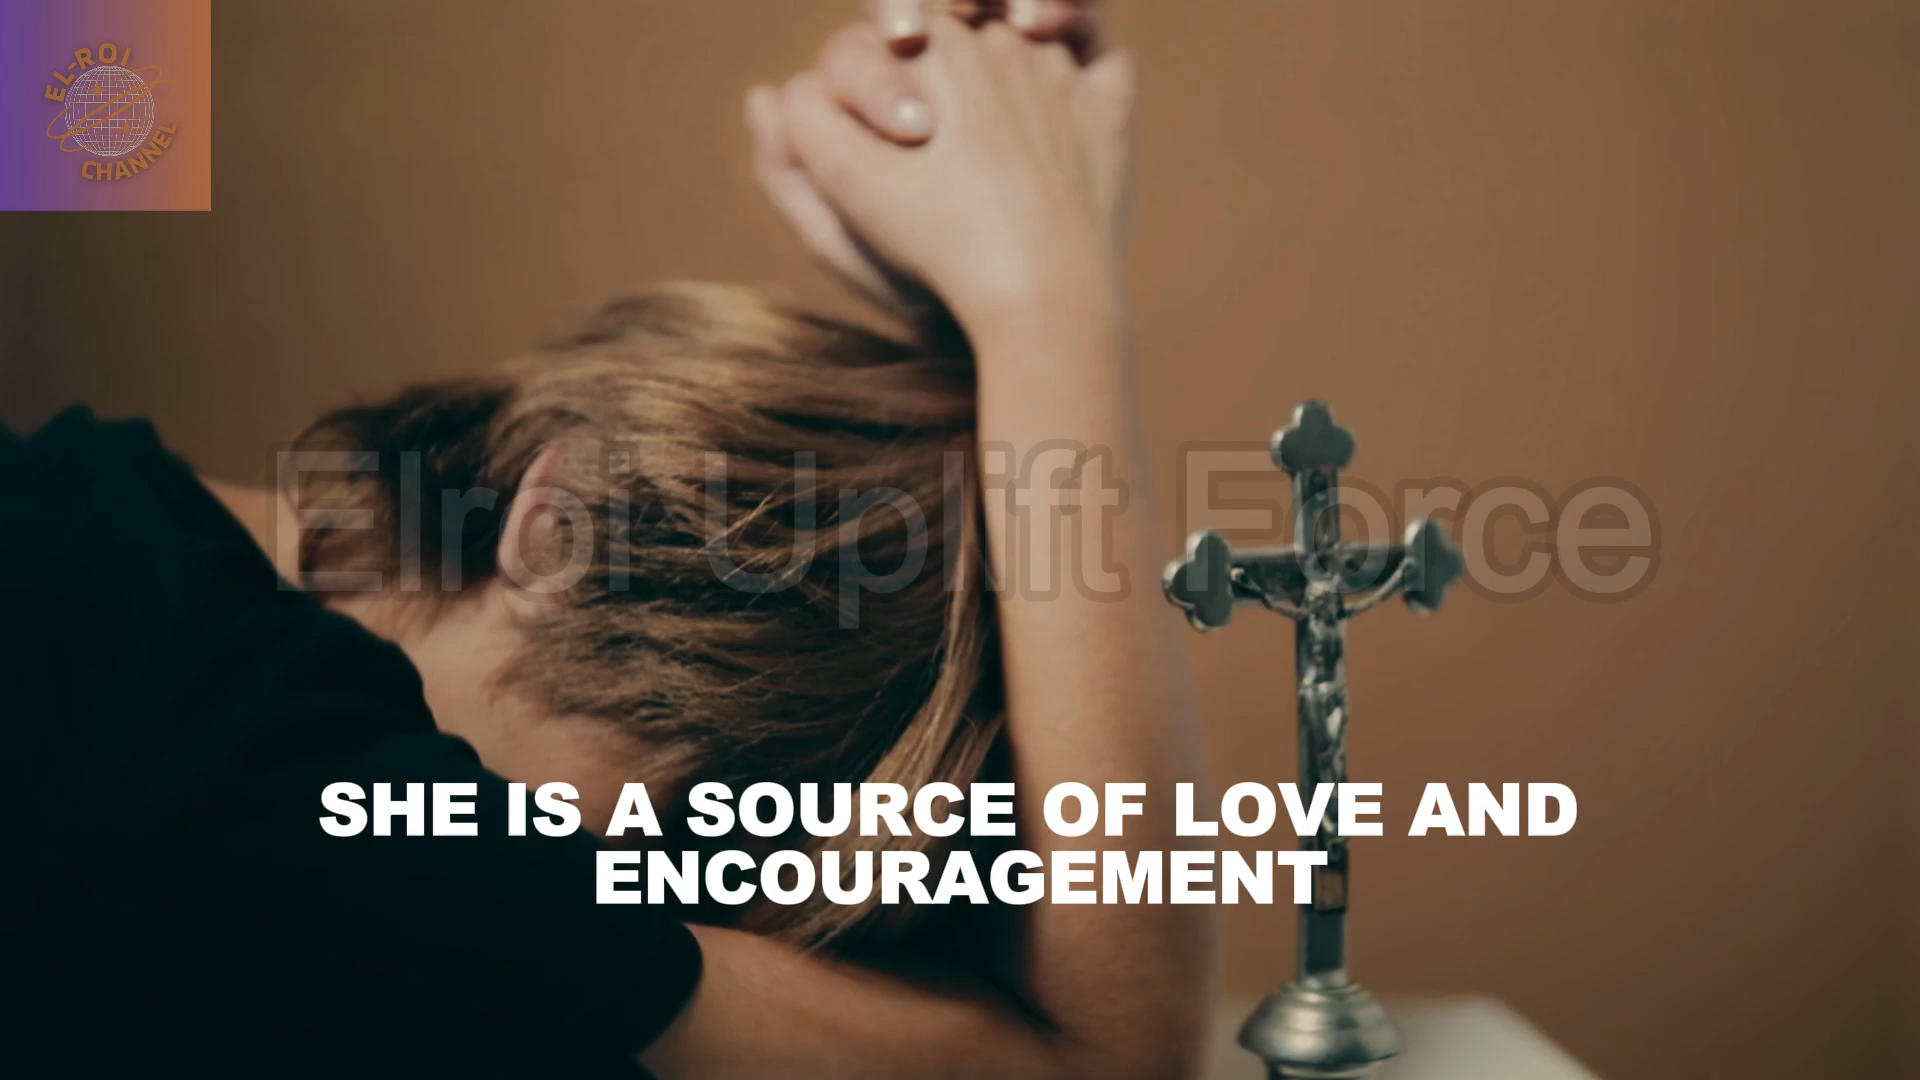 EL-ROI
CHANNEL
Elroi Uplift Force
SHE IS A SOURCE OF LOVE AND
ENCOURAGEMENT